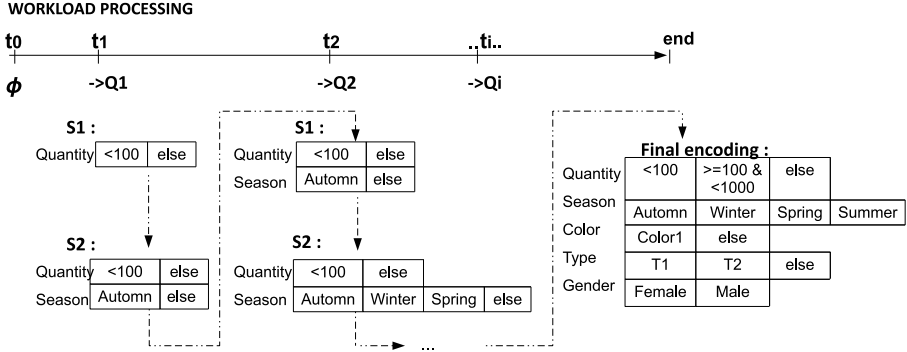 WORKLOAD PROCESSING
t0 t1 t2 ..ti.. end
ϕ ->Q1 ->Q2 ->Qi
S1 :
Quantity <100 else
S2 :
Quantity <100 else
Season Automn else
S1 :
Quantity <100 else
Season Automn else
S2 :
Quantity <100 else
Season Automn Winter Spring else
...
Final encoding :
Quantity <100 >=100 & <1000 else
Season Automn Winter Spring Summer
Color Color1 else
Type T1 T2 else
Gender Female Male